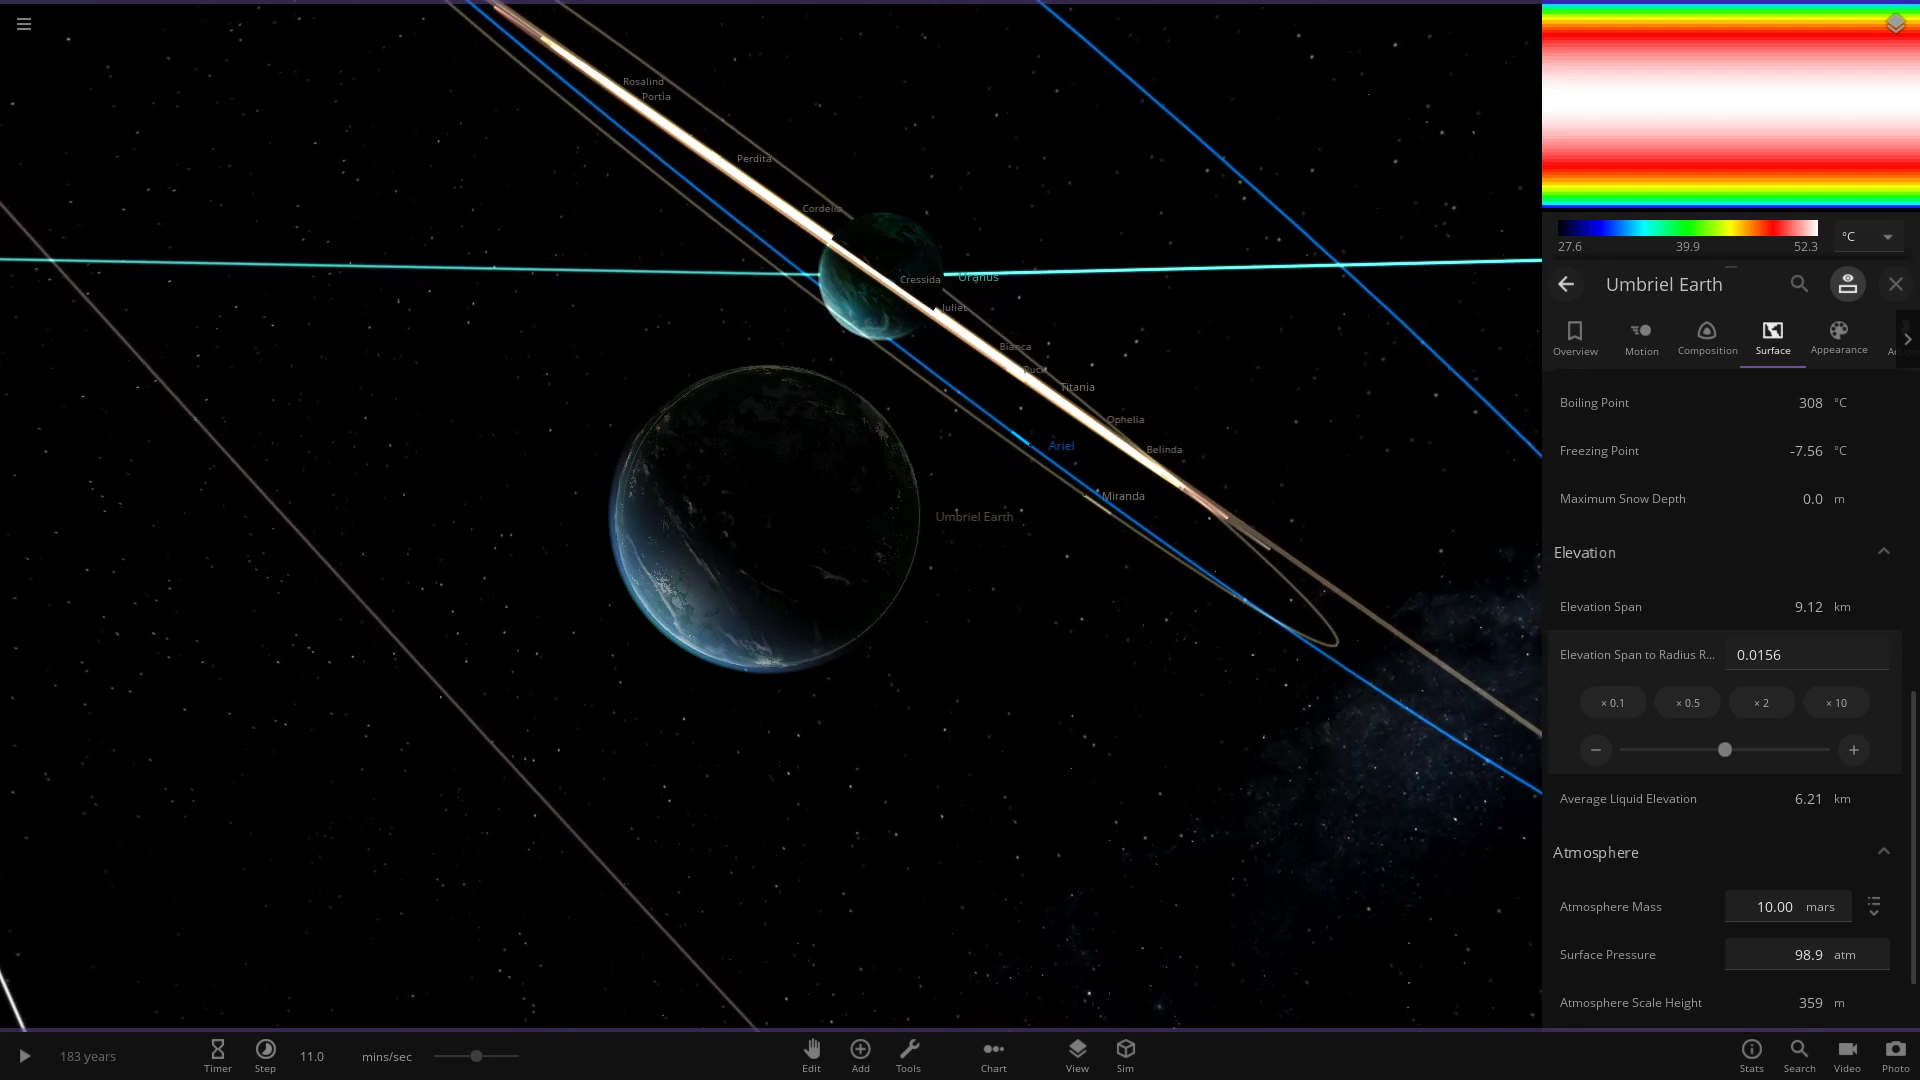 Rosalind
Portia
Perdita
Cordelia
Cressida
Uranus
Juliet
Bianca
Puck
Titania
Ophelia
Ariel
Belinda
Miranda
Umbriel Earth
27.6 39.9 52.3 °C
Umbriel Earth
Overview Motion Composition Surface Appearance
Boiling Point 308 °C
Freezing Point -7.56 °C
Maximum Snow Depth 0.0 m
Elevation
Elevation Span 9.12 km
Elevation Span to Radius R... 0.0156
× 0.1 × 0.5 × 2 × 10
Average Liquid Elevation 6.21 km
Atmosphere
Atmosphere Mass 10.00 mars
Surface Pressure 98.9 atm
Atmosphere Scale Height 359 m
183 years 11.0 mins/sec
Timer Step Edit Add Tools Chart View Sim Stats Search Video Photo